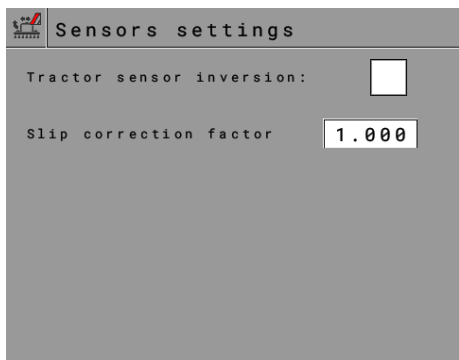 Sensors settings
Tractor sensor inversion:
Slip correction factor 1.000